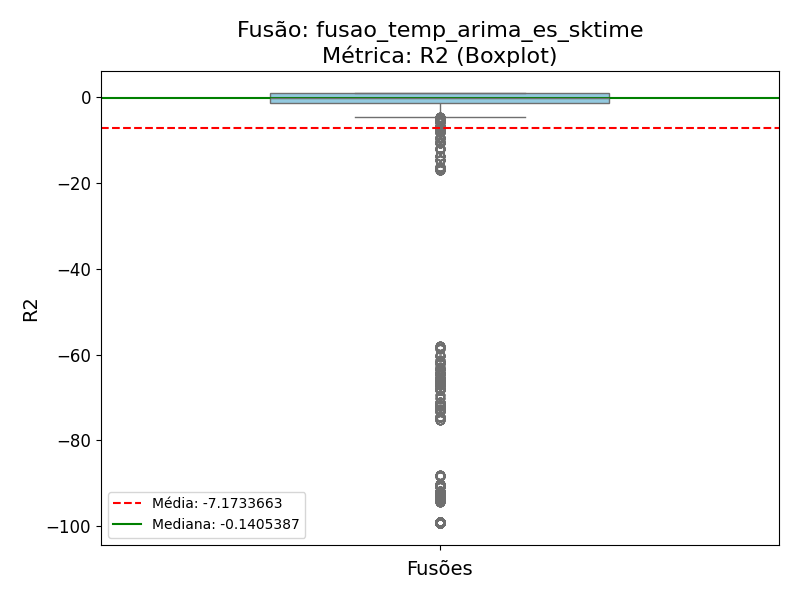 Fusão: fusao_temp_arima_es_sktime
Métrica: R2 (Boxplot)
R2
0
−20
−40
−60
−80
−100
Média: -7.1733663
Mediana: -0.1405387
Fusões